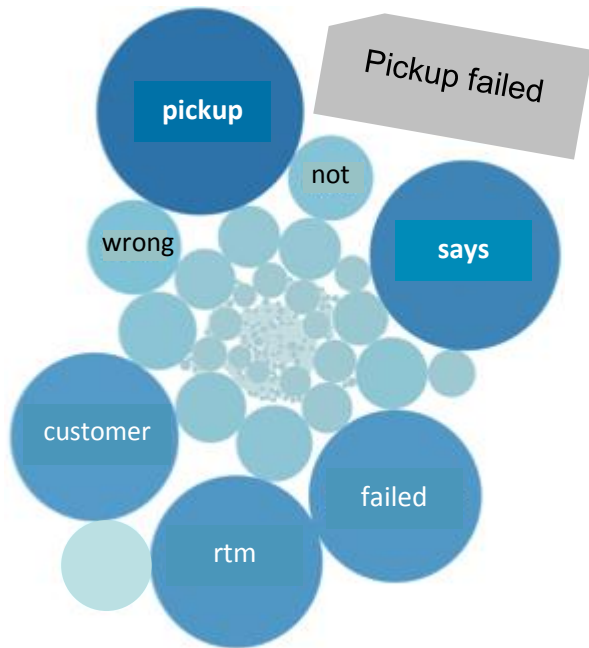 Pickup failed
pickup
not
wrong
says
customer
failed
rtm